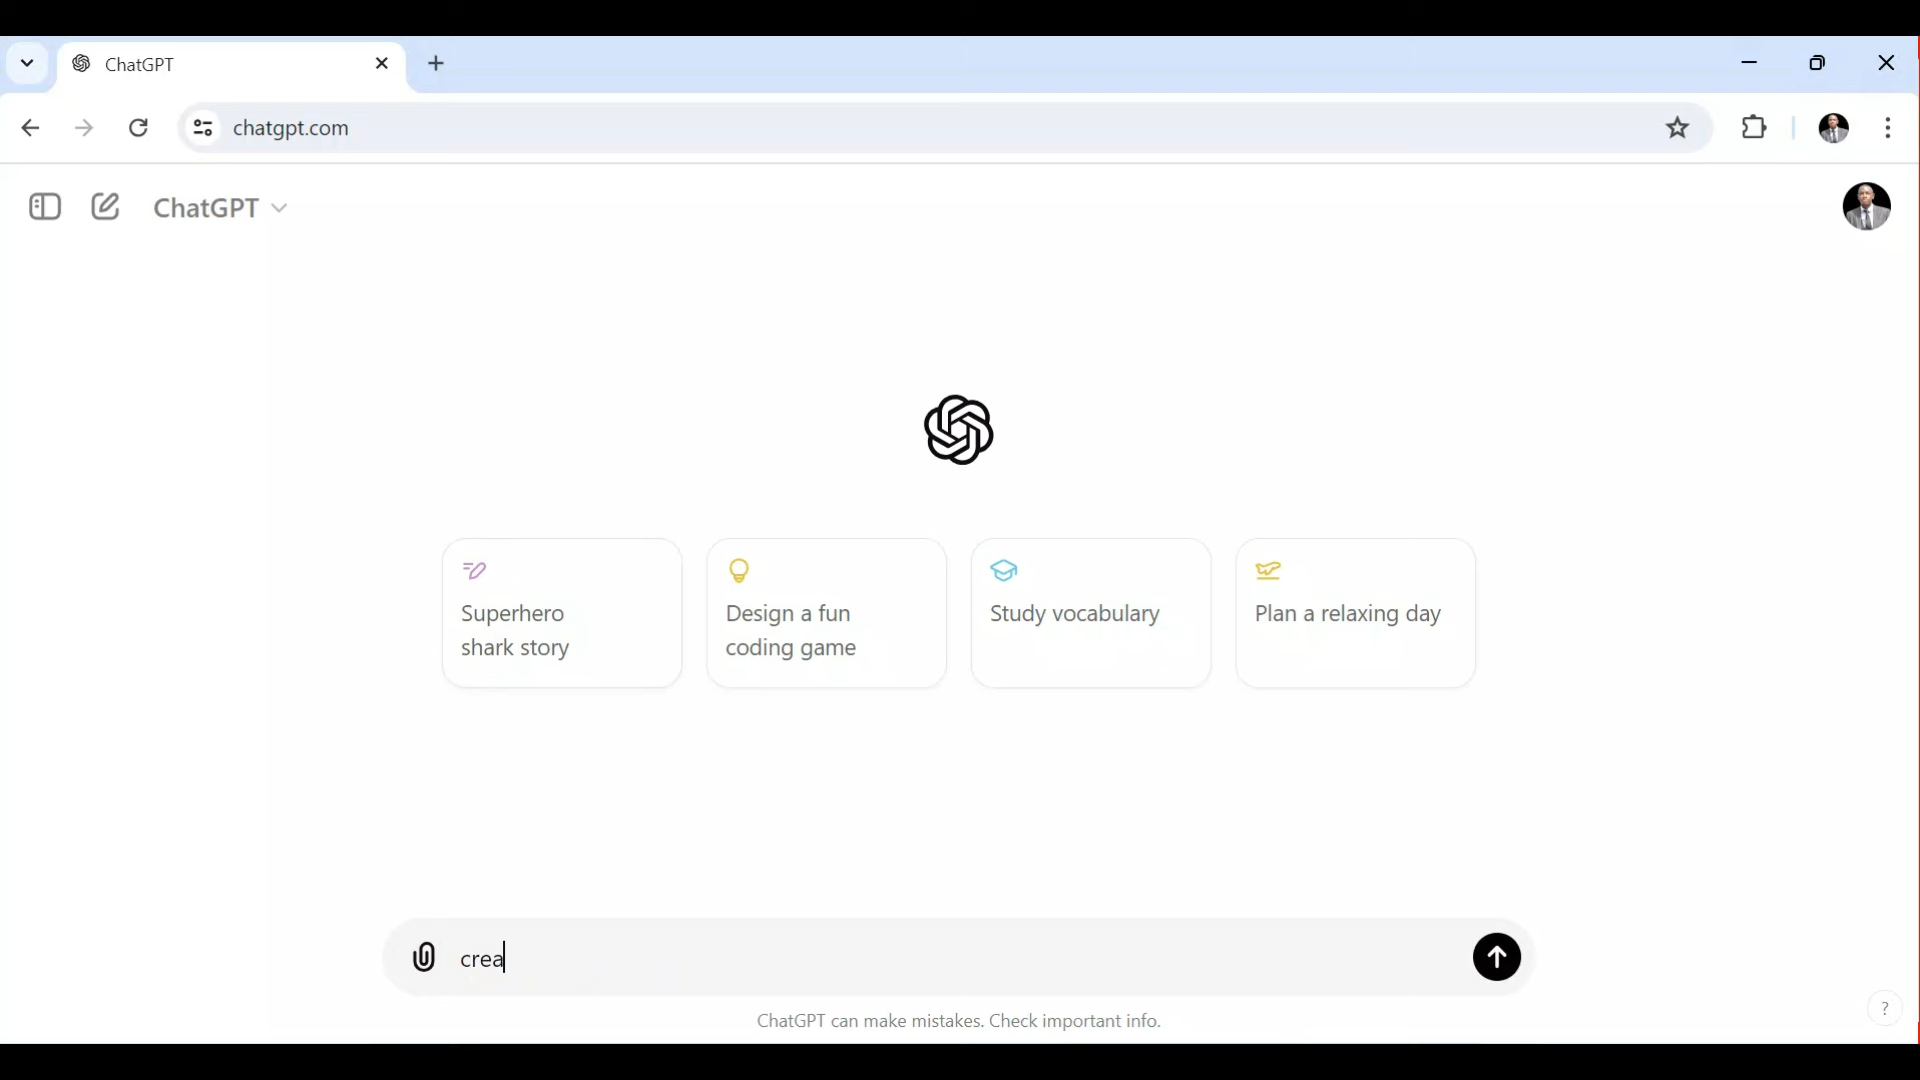 ChatGPT
chatgpt.com
ChatGPT
Superhero
shark story
Design a fun
coding game
Study vocabulary
Plan a relaxing day
crea
ChatGPT can make mistakes. Check important info.
?